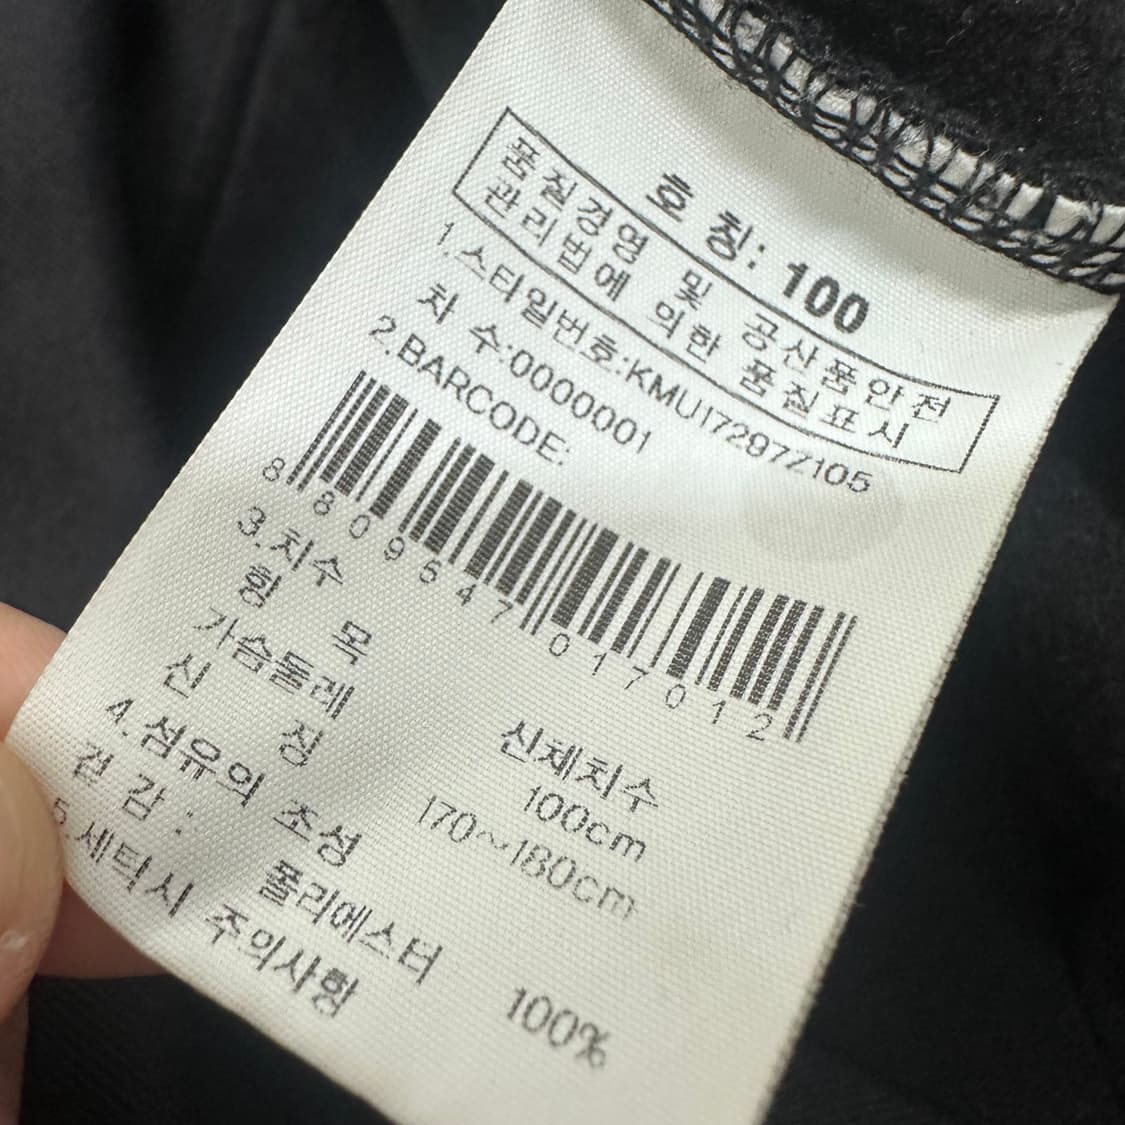 호 칭: 100
품질경영 및 공산품안전
관리법에 의한 품질표시
1.스타일번호:KMU17297Z105
차 수:0000001
2.BARCODE:
8809647017012
3.치수
항 목 신체치수
가슴둘레 100cm
신 장 170~180cm
4.섬유의 조성
겉 감 : 폴리에스터 100%
5.세탁시 주의사항